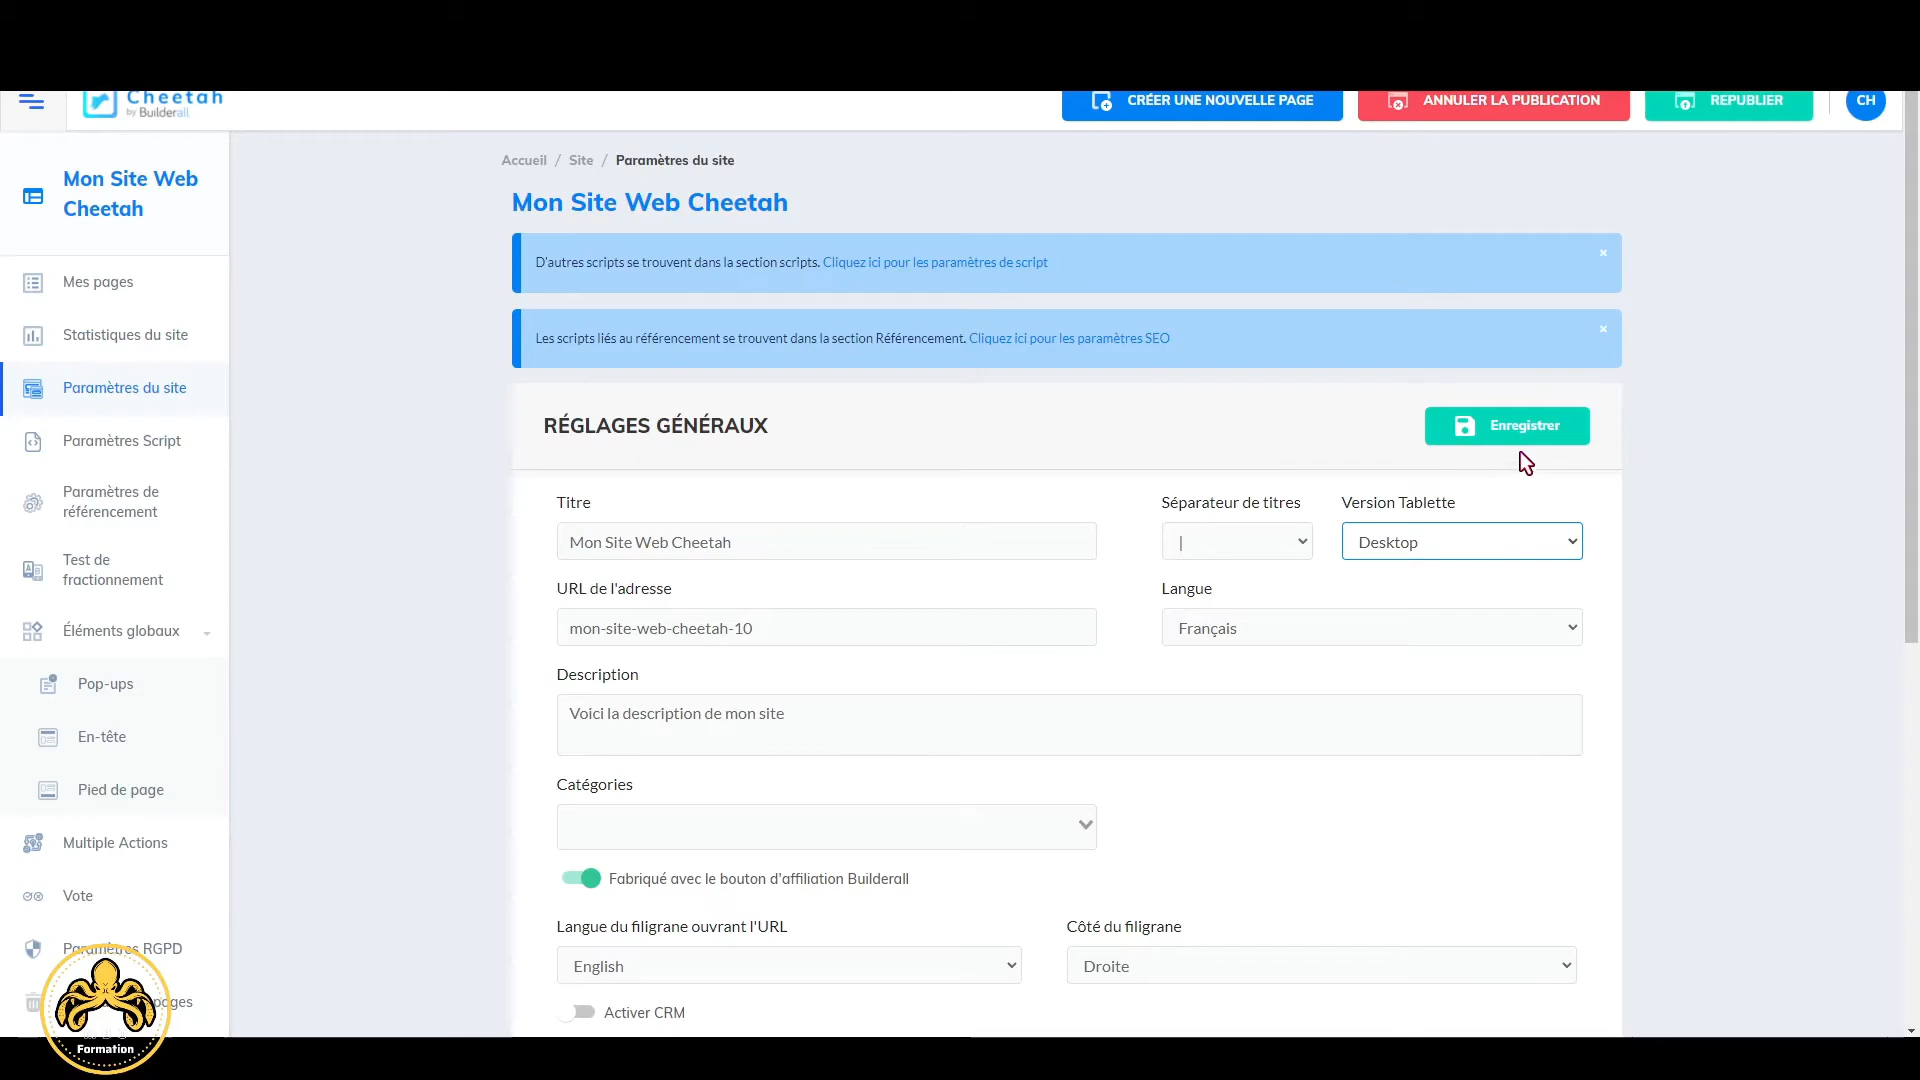 Cheetah
by Builderall
CRÉER UNE NOUVELLE PAGE
ANNULER LA PUBLICATION
REPUBLIER
CH
Mon Site Web
Cheetah
Mes pages
Statistiques du site
Paramètres du site
Paramètres Script
Paramètres de
référencement
Test de
fractionnement
Éléments globaux
Pop-ups
En-tête
Pied de page
Multiple Actions
Vote
Paramètres RGPD
pages
Formation
Accueil / Site / Paramètres du site
Mon Site Web Cheetah
D'autres scripts se trouvent dans la section scripts. Cliquez ici pour les paramètres de script
×
Les scripts liés au référencement se trouvent dans la section Référencement. Cliquez ici pour les paramètres SEO
×
RÉGLAGES GÉNÉRAUX
Enregistrer
Titre
Séparateur de titres
Version Tablette
Mon Site Web Cheetah
|
Desktop
URL de l'adresse
Langue
mon-site-web-cheetah-10
Français
Description
Voici la description de mon site
Catégories
Fabriqué avec le bouton d'affiliation Builderall
Langue du filigrane ouvrant l'URL
Côté du filigrane
English
Droite
Activer CRM